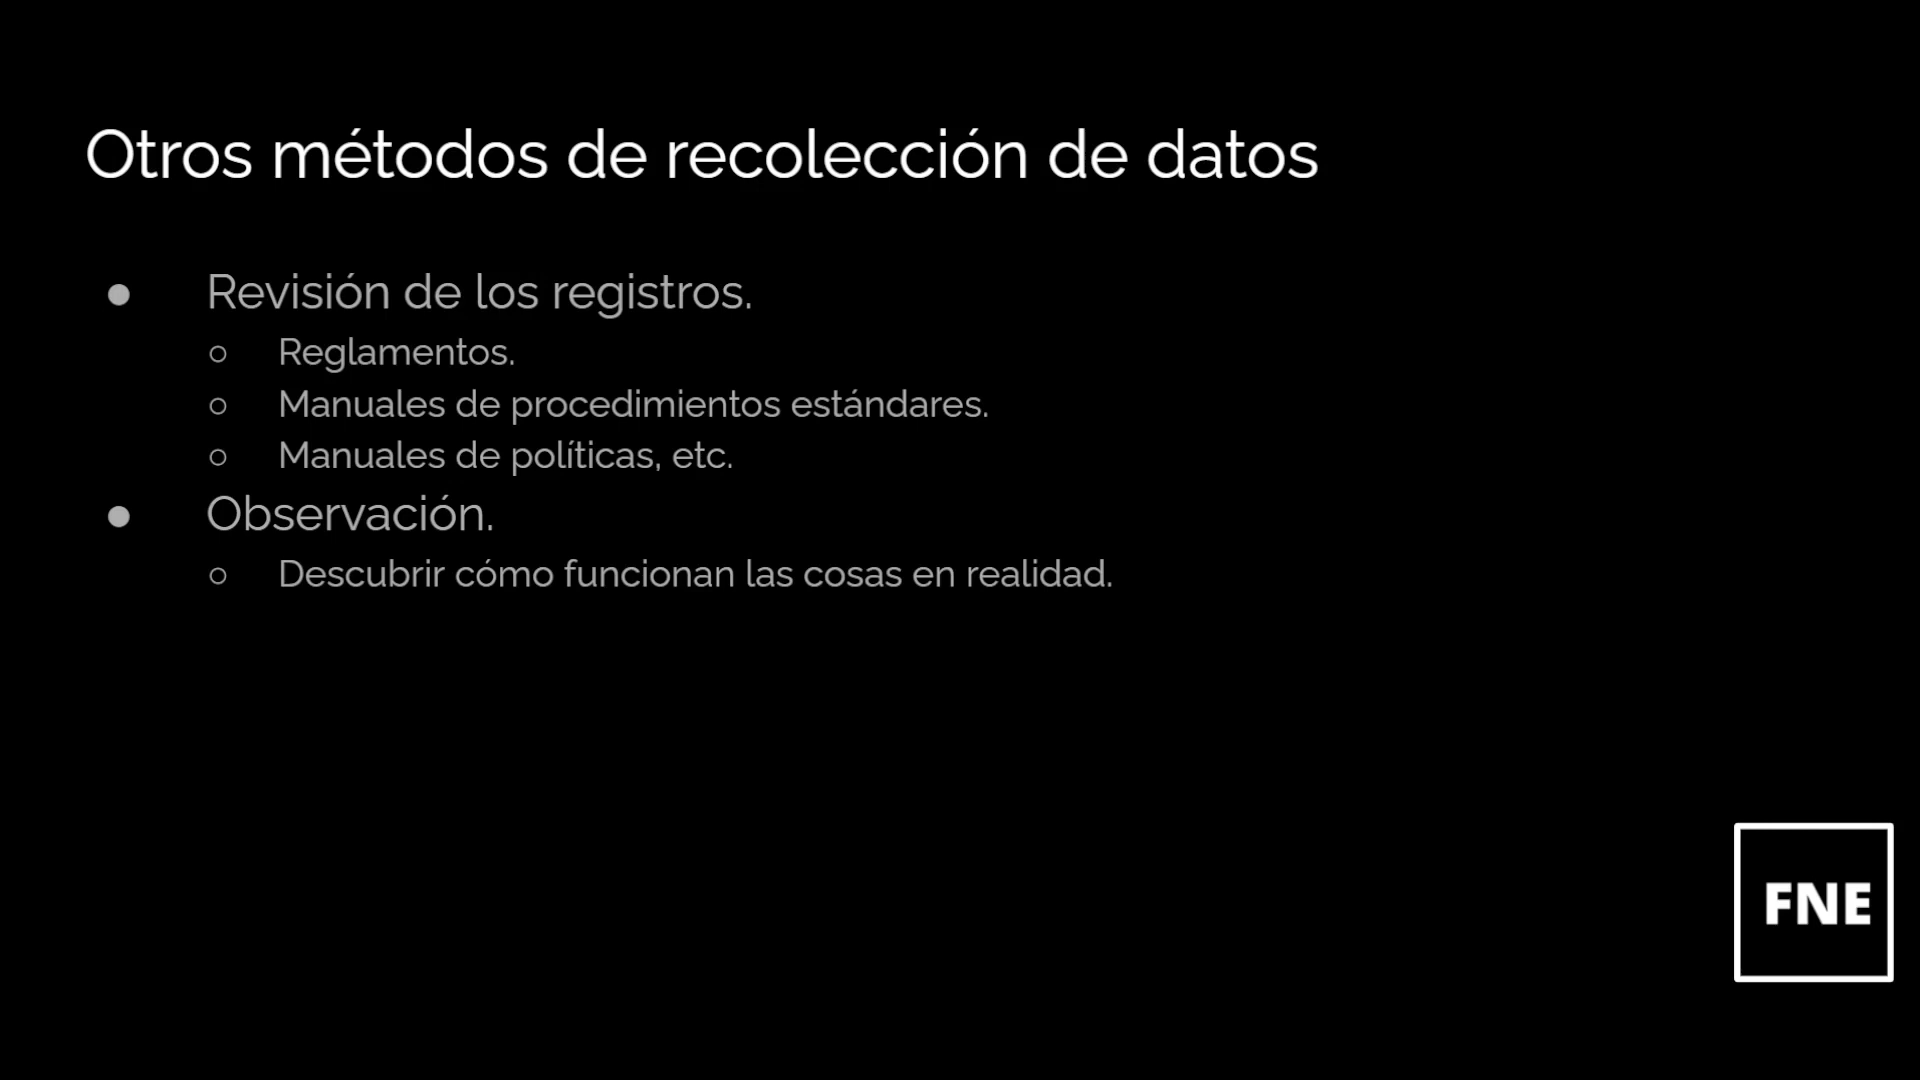 Otros métodos de recolección de datos
● Revisión de los registros.
○ Reglamentos.
○ Manuales de procedimientos estándares.
○ Manuales de políticas, etc.
● Observación.
○ Descubrir cómo funcionan las cosas en realidad.
FNE